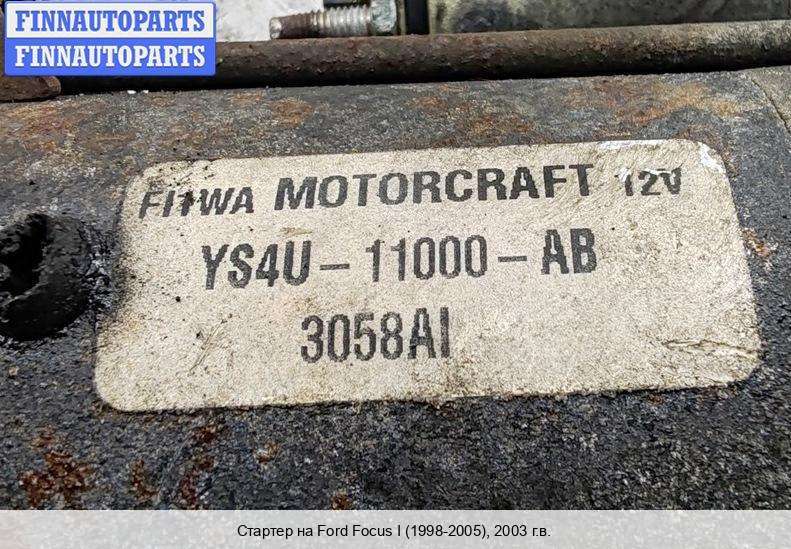 FINNAUTOPARTS
FINNAUTOPARTS
MOTORCRAFT 12V
YS4U-11000-AB
3058AI
Стартер на Ford Focus I (1998-2005), 2003 г.в.